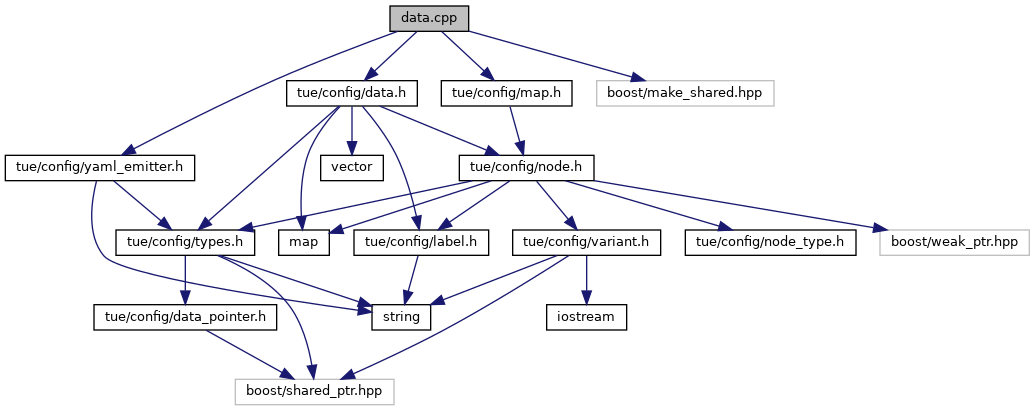 data.cpp
tue/config/data.h
tue/config/map.h
boost/make_shared.hpp
tue/config/yaml_emitter.h
vector
tue/config/node.h
tue/config/types.h
map
tue/config/label.h
tue/config/variant.h
tue/config/node_type.h
boost/weak_ptr.hpp
tue/config/data_pointer.h
string
iostream
boost/shared_ptr.hpp